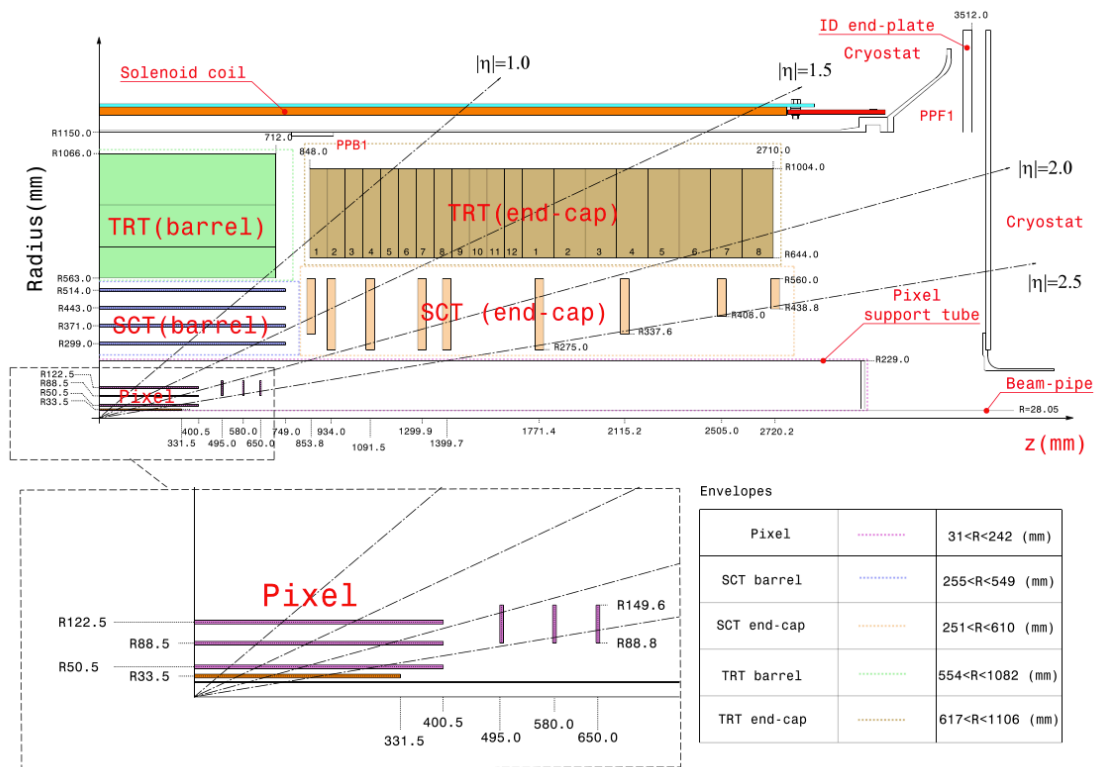 3512.0
ID end-plate
Cryostat
|η|=1.0
|η|=1.5
Solenoid coil
PPF1
R1150.0
712.0
PPB1
R1066.0
848.0
2710.0
R1004.0
|η|=2.0
Radius(mm)
TRT(barrel)
TRT(end-cap)
Cryostat
1 2 3 4 5 6 7 8 9 10 11 12 1 2 3 4 5 6 7 8
R644.0
R563.0
R560.0
|η|=2.5
R514.0
R443.0
R438.8
Pixel
support tube
R408.0
SCT(barrel)
SCT (end-cap)
R371.0
R337.6
R299.0
R275.0
R229.0
R122.5
R88.5
R50.5
R33.5
Pixel
Beam-pipe
R=28.05
400.5 580.0 749.0 934.0 1299.9 1771.4 2115.2 2505.0 2720.2
331.5 495.0 650.0 853.8 1091.5 1399.7
z(mm)
Envelopes
Pixel 31<R<242 (mm)
SCT barrel 255<R<549 (mm)
SCT end-cap 251<R<610 (mm)
TRT barrel 554<R<1082 (mm)
TRT end-cap 617<R<1106 (mm)
Pixel
R149.6
R122.5
R88.5
R88.8
R50.5
R33.5
400.5 580.0
331.5 495.0 650.0